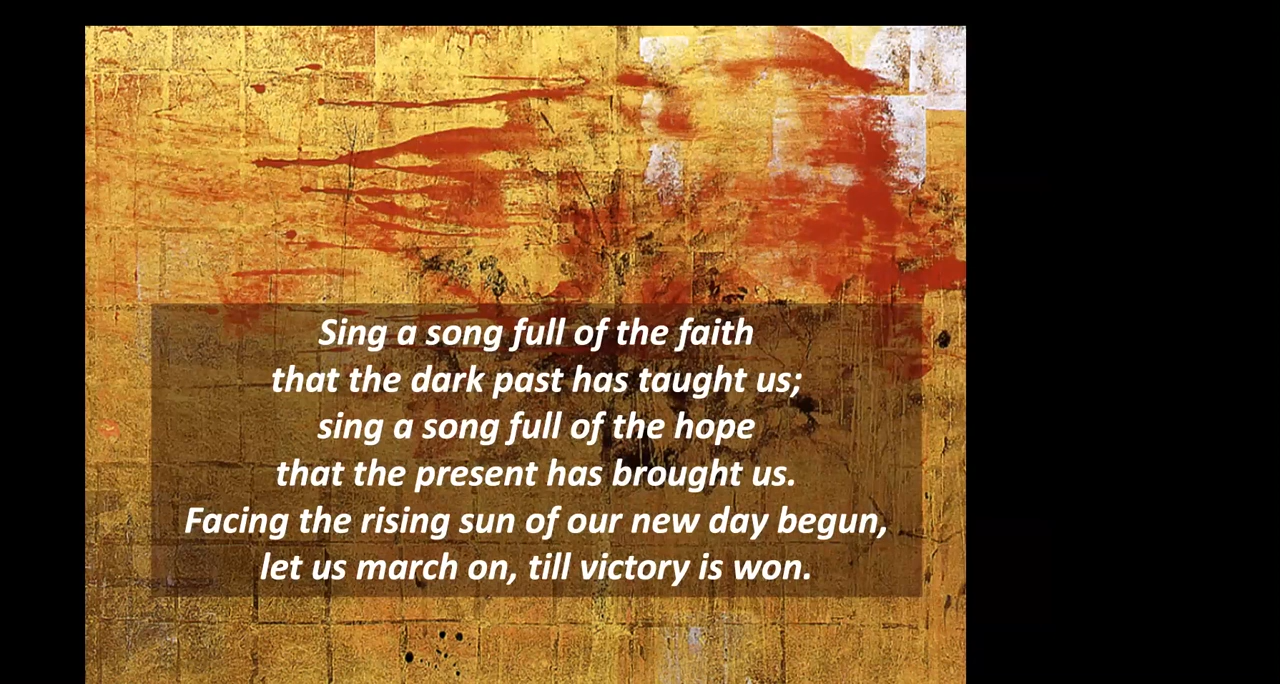 Sing a song full of the faith
that the dark past has taught us;
sing a song full of the hope
that the present has brought us.
Facing the rising sun of our new day begun,
let us march on, till victory is won.